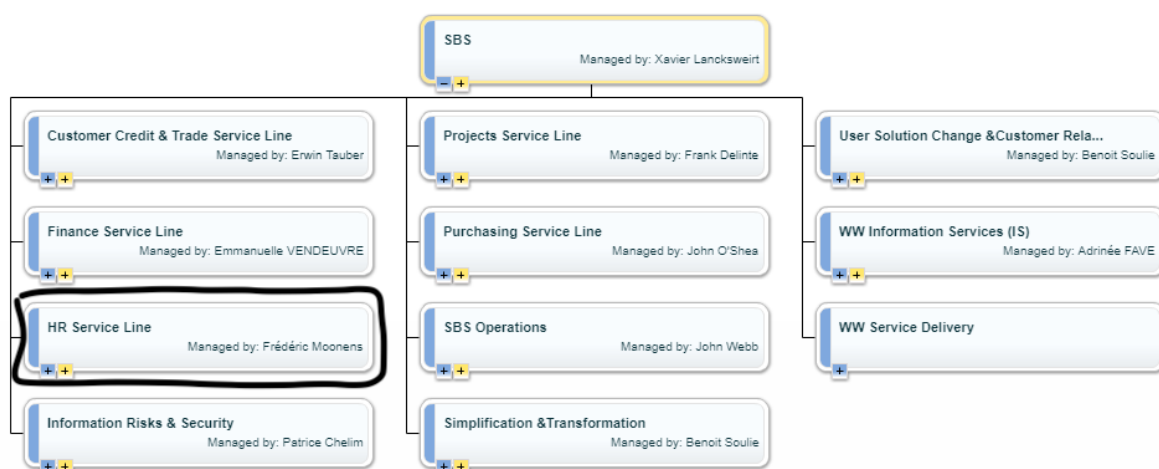 SBS
Managed by: Xavier Lancksweirt
Customer Credit & Trade Service Line
Managed by: Erwin Tauber
Finance Service Line
Managed by: Emmanuelle VENDEUVRE
HR Service Line
Managed by: Frédéric Moonens
Information Risks & Security
Managed by: Patrice Chelim
Projects Service Line
Managed by: Frank Delinte
Purchasing Service Line
Managed by: John O'Shea
SBS Operations
Managed by: John Webb
Simplification &Transformation
Managed by: Benoit Soulie
User Solution Change &Customer Rela...
Managed by: Benoit Soulie
WW Information Services (IS)
Managed by: Adrinée FAVE
WW Service Delivery